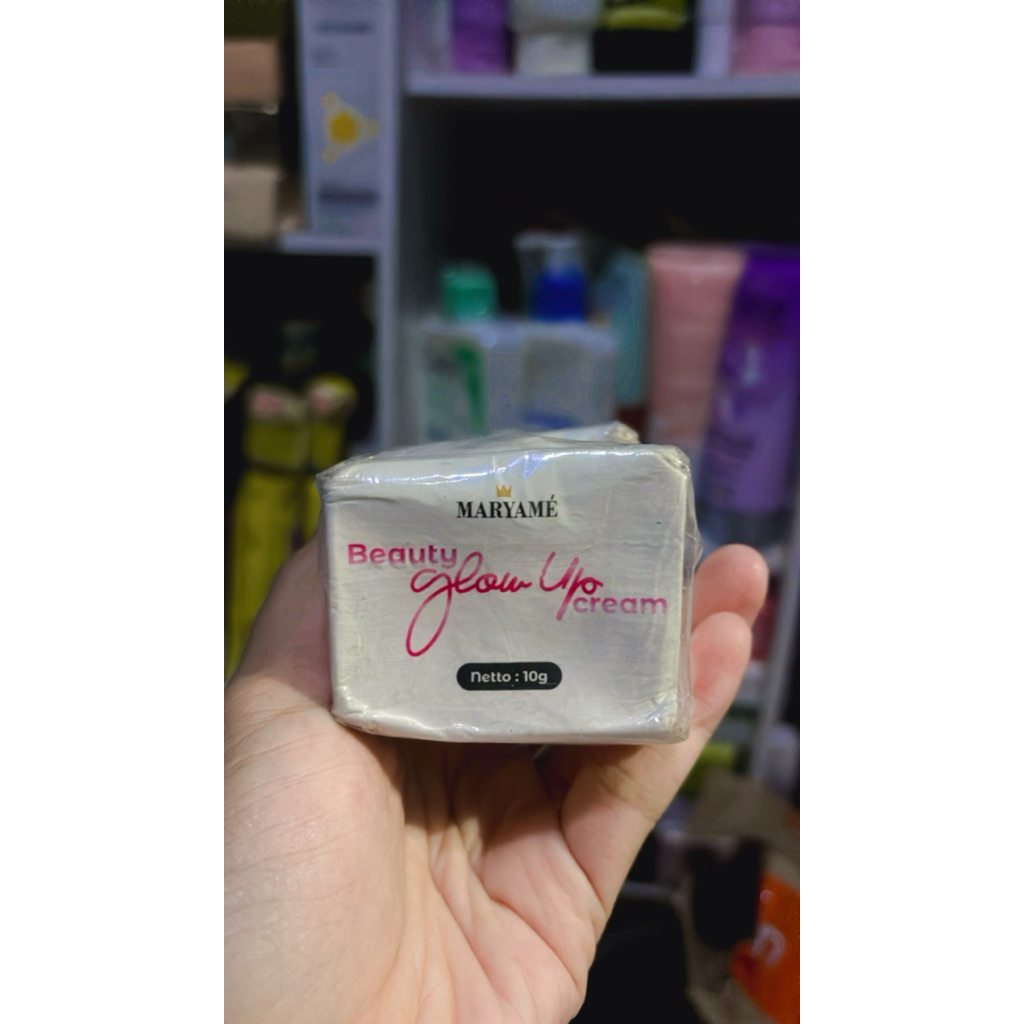 MARYAMÉ
Beauty
glow Up
cream
Netto : 10g